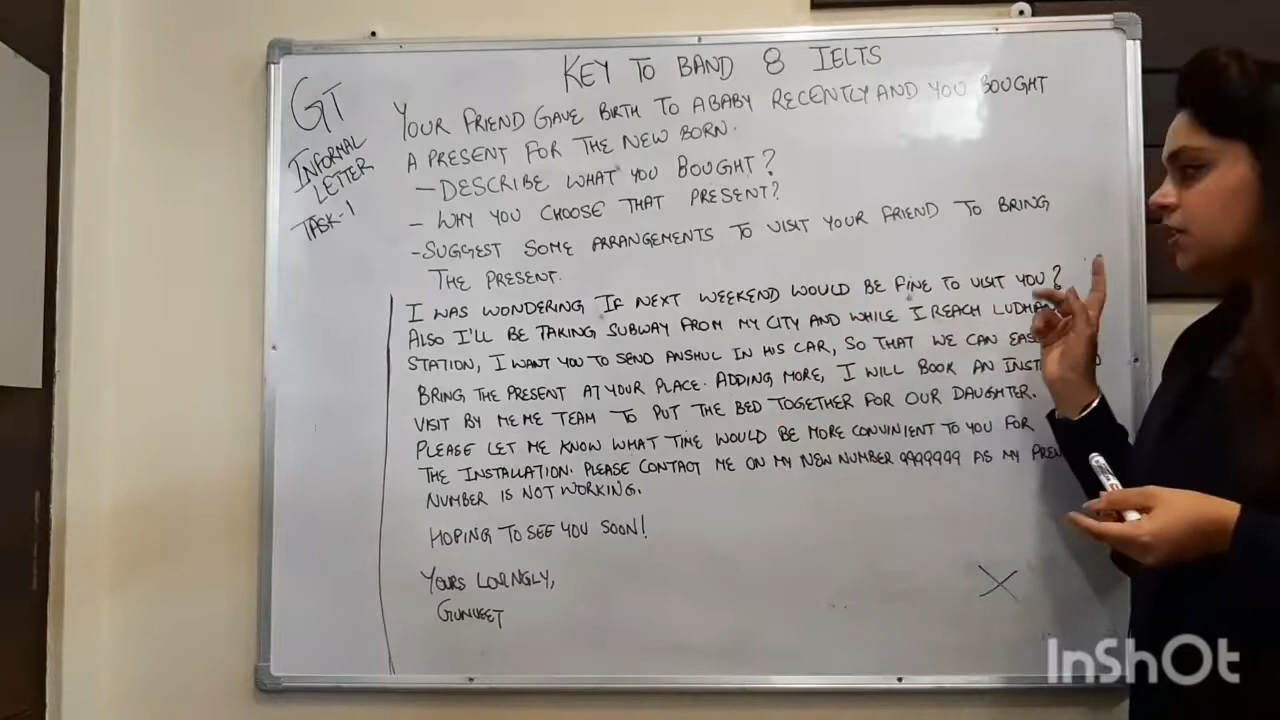 KEY TO BAND 8 IELTS
GT
INFORMAL
LETTER
TASK-1
YOUR FRIEND GAVE BIRTH TO A BABY RECENTLY AND YOU BOUGHT
A PRESENT FOR THE NEW BORN.
- DESCRIBE WHAT YOU BOUGHT?
- WHY YOU CHOOSE THAT PRESENT?
- SUGGEST SOME ARRANGEMENTS TO VISIT YOUR FRIEND TO BRING
THE PRESENT.
I WAS WONDERING IF NEXT WEEKEND WOULD BE FINE TO VISIT YOU?
ALSO I'LL BE TAKING SUBWAY FROM MY CITY AND WHILE I REACH
STATION, I WANT YOU TO SEND ANSHUL IN HIS CAR, SO THAT WE CAN
BRING THE PRESENT AT YOUR PLACE. ADDING MORE, I WILL BOOK AN
VISIT BY MEME TEAM TO PUT THE BED TOGETHER FOR OUR DAUGHTER.
PLEASE LET ME KNOW WHAT TIME WOULD BE MORE CONVINIENT TO YOU FOR
THE INSTALLATION. PLEASE CONTACT ME ON MY NEW NUMBER 9999999 AS MY
NUMBER IS NOT WORKING.
HOPING TO SEE YOU SOON!
YOURS LOVINGLY,
GUNVEET
InShOt